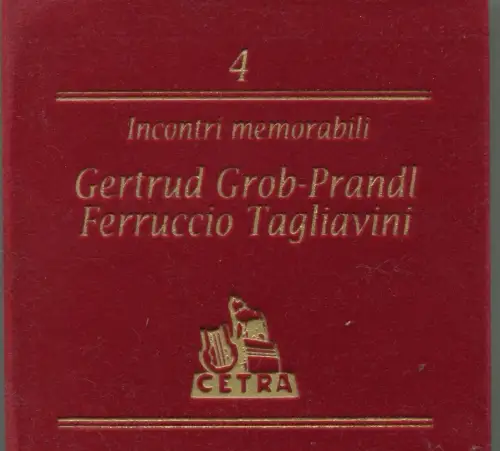 4
Incontri memorabili
Gertrud Grob-Prandl
Ferruccio Tagliavini
CETRA